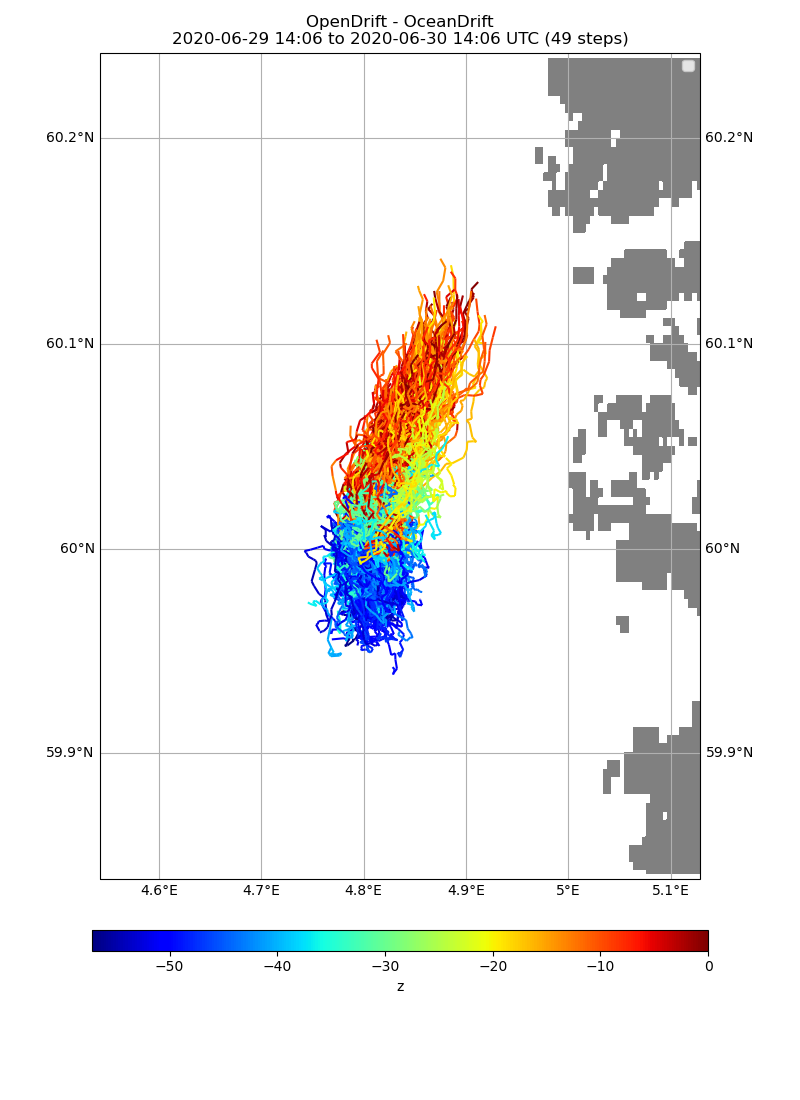 OpenDrift - OceanDrift
2020-06-29 14:06 to 2020-06-30 14:06 UTC (49 steps)
60.2°N 60.2°N
60.1°N 60.1°N
60°N 60°N
59.9°N 59.9°N
4.6°E 4.7°E 4.8°E 4.9°E 5°E 5.1°E
−50 −40 −30 −20 −10 0
z